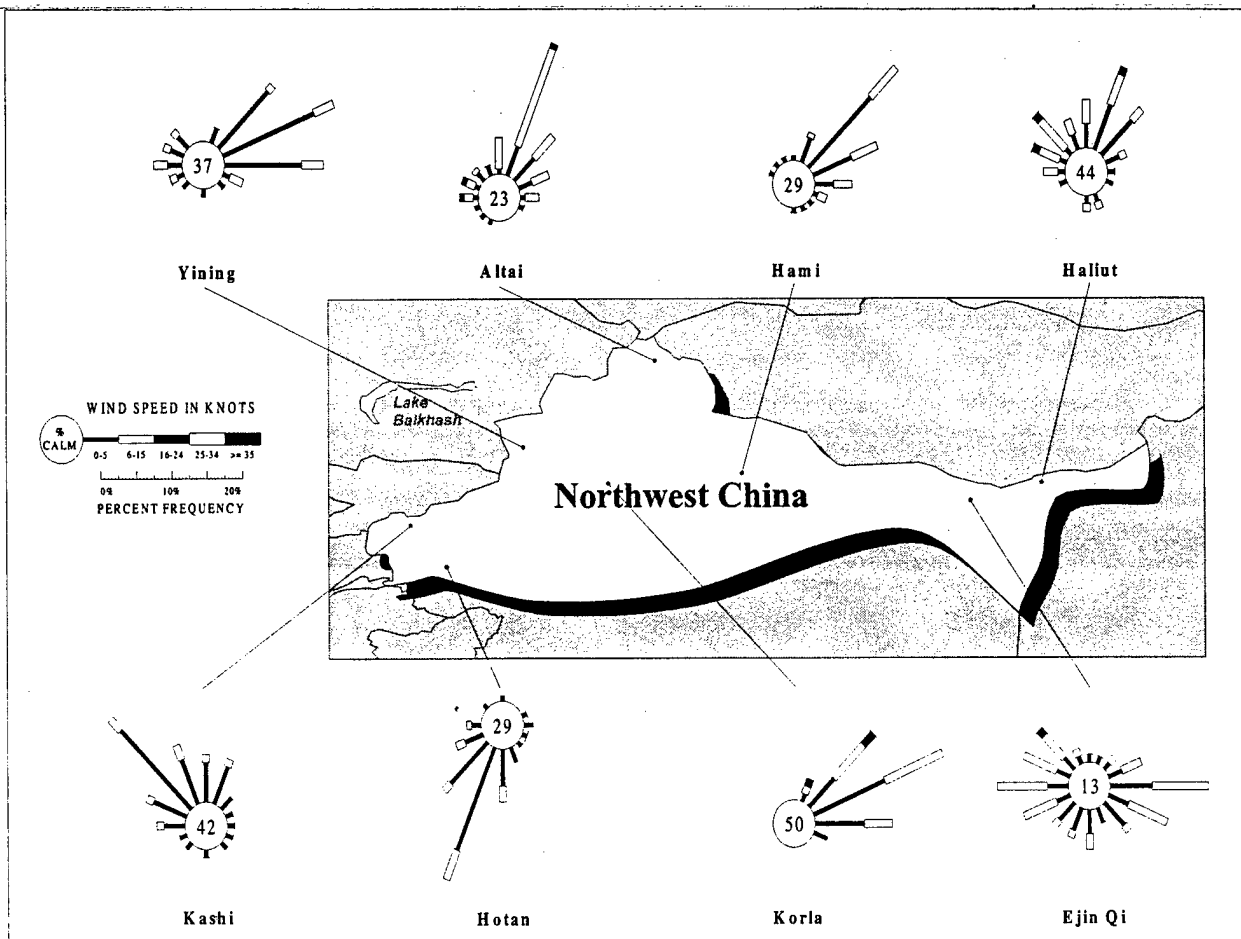 37
23
29
44
Yining
Altai
Hami
Haliut
Lake
Balkhash
WIND SPEED IN KNOTS
%
CALM
0-5 6-15 16-24 25-34 >= 35
0% 10% 20%
PERCENT FREQUENCY
Northwest China
42
29
50
13
Kashi
Hotan
Korla
Ejin Qi